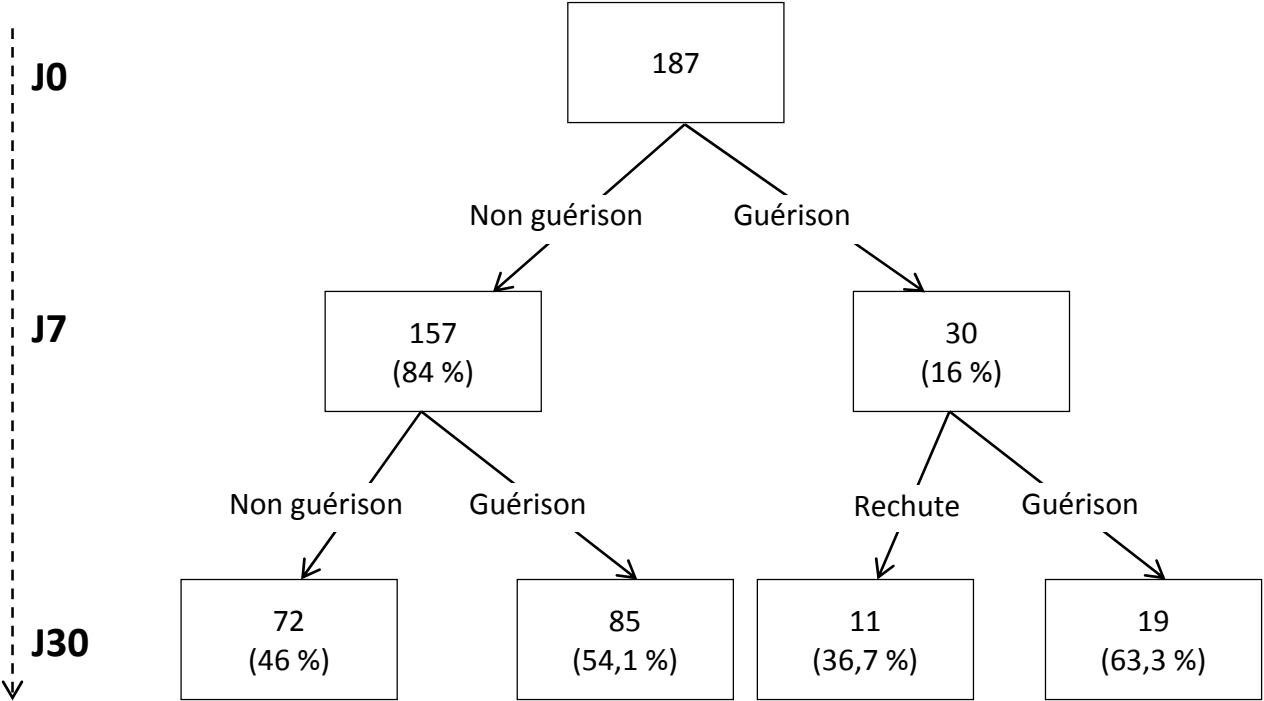 J0
187
Non guérison
Guérison
J7
157
(84 %)
30
(16 %)
Non guérison
Guérison
Rechute
Guérison
J30
72
(46 %)
85
(54,1 %)
11
(36,7 %)
19
(63,3 %)